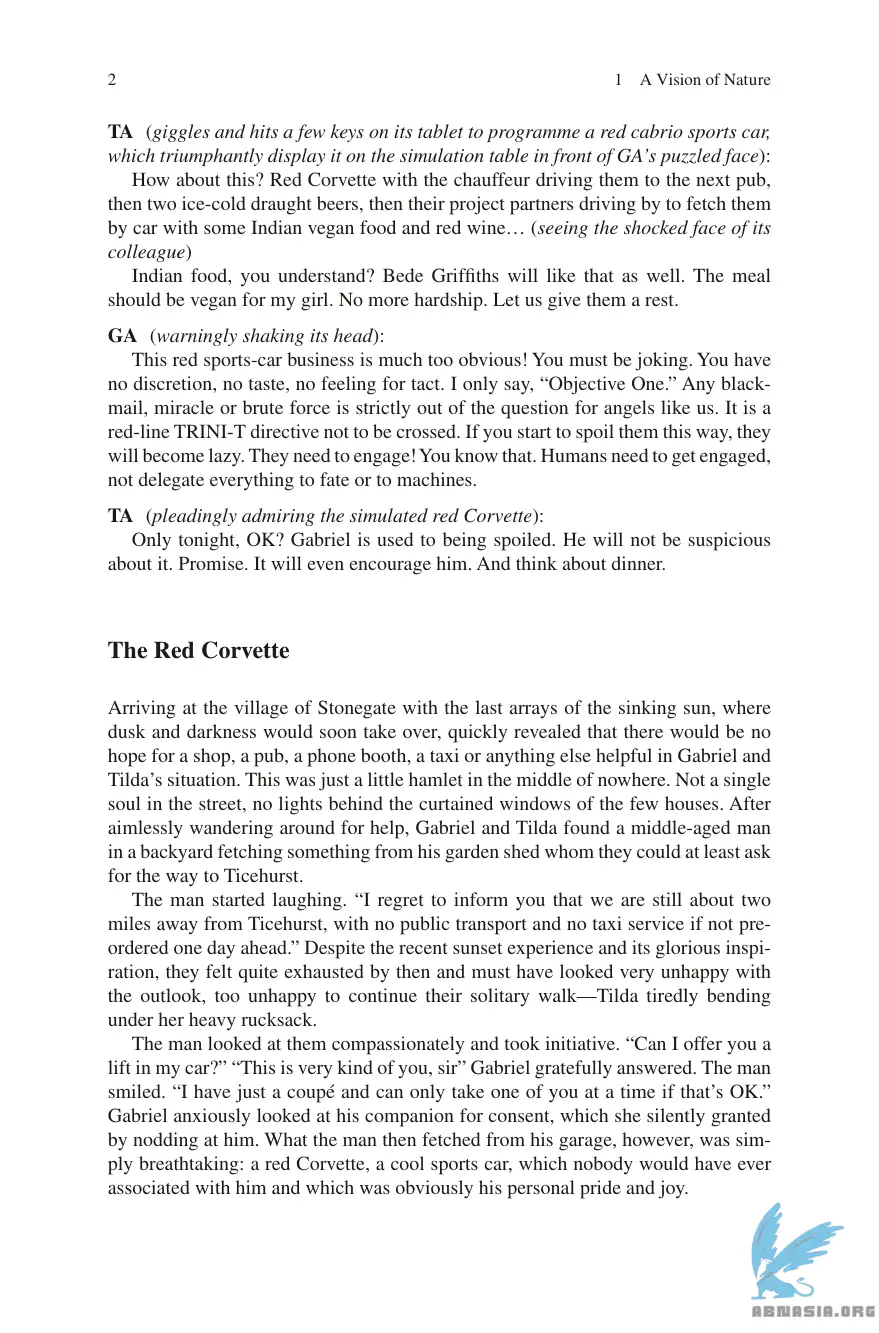 2
1 A Vision of Nature
TA (giggles and hits a few keys on its tablet to programme a red cabrio sports car,
which triumphantly display it on the simulation table in front of GA’s puzzled face):
How about this? Red Corvette with the chauffeur driving them to the next pub,
then two ice-cold draught beers, then their project partners driving by to fetch them
by car with some Indian vegan food and red wine… (seeing the shocked face of its
colleague)
Indian food, you understand? Bede Griffiths will like that as well. The meal
should be vegan for my girl. No more hardship. Let us give them a rest.
GA (warningly shaking its head):
This red sports-car business is much too obvious! You must be joking. You have
no discretion, no taste, no feeling for tact. I only say, “Objective One.” Any black-
mail, miracle or brute force is strictly out of the question for angels like us. It is a
red-line TRINI-T directive not to be crossed. If you start to spoil them this way, they
will become lazy. They need to engage! You know that. Humans need to get engaged,
not delegate everything to fate or to machines.
TA (pleadingly admiring the simulated red Corvette):
Only tonight, OK? Gabriel is used to being spoiled. He will not be suspicious
about it. Promise. It will even encourage him. And think about dinner.
The Red Corvette
Arriving at the village of Stonegate with the last arrays of the sinking sun, where
dusk and darkness would soon take over, quickly revealed that there would be no
hope for a shop, a pub, a phone booth, a taxi or anything else helpful in Gabriel and
Tilda’s situation. This was just a little hamlet in the middle of nowhere. Not a single
soul in the street, no lights behind the curtained windows of the few houses. After
aimlessly wandering around for help, Gabriel and Tilda found a middle-aged man
in a backyard fetching something from his garden shed whom they could at least ask
for the way to Ticehurst.
The man started laughing. “I regret to inform you that we are still about two
miles away from Ticehurst, with no public transport and no taxi service if not pre-
ordered one day ahead.” Despite the recent sunset experience and its glorious inspi-
ration, they felt quite exhausted by then and must have looked very unhappy with
the outlook, too unhappy to continue their solitary walk—Tilda tiredly bending
under her heavy rucksack.
The man looked at them compassionately and took initiative. “Can I offer you a
lift in my car?” “This is very kind of you, sir” Gabriel gratefully answered. The man
smiled. “I have just a coupé and can only take one of you at a time if that’s OK.”
Gabriel anxiously looked at his companion for consent, which she silently granted
by nodding at him. What the man then fetched from his garage, however, was sim-
ply breathtaking: a red Corvette, a cool sports car, which nobody would have ever
associated with him and which was obviously his personal pride and joy.
ABNASIA.ORG